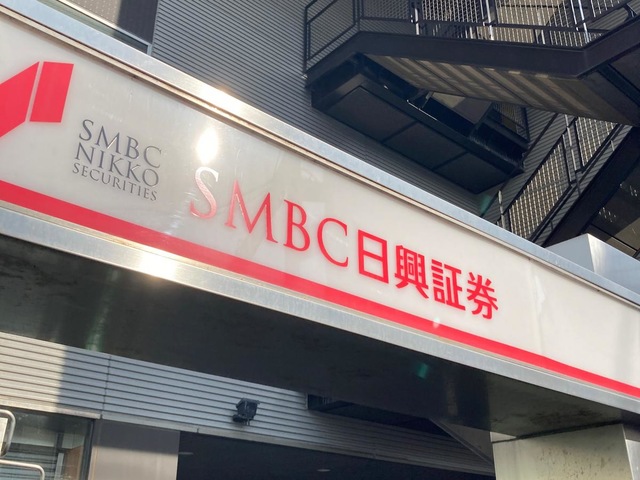 SMBC
NIKKO
SECURITIES
SMBC日興証券